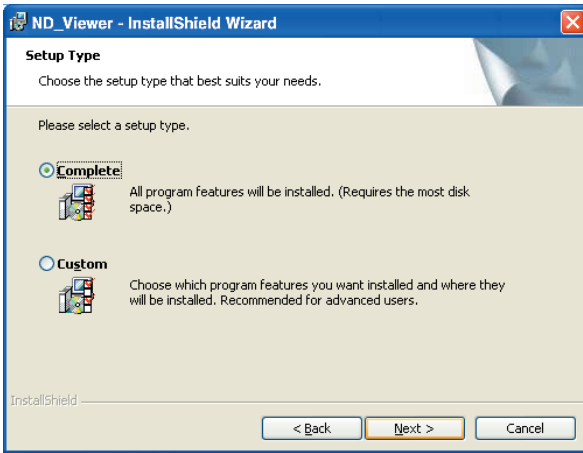 ND_Viewer - InstallShield Wizard
Setup Type
Choose the setup type that best suits your needs.
Please select a setup type.
Complete
All program features will be installed. (Requires the most disk
space.)
Custom
Choose which program features you want installed and where they
will be installed. Recommended for advanced users.
InstallShield
< Back
Next >
Cancel